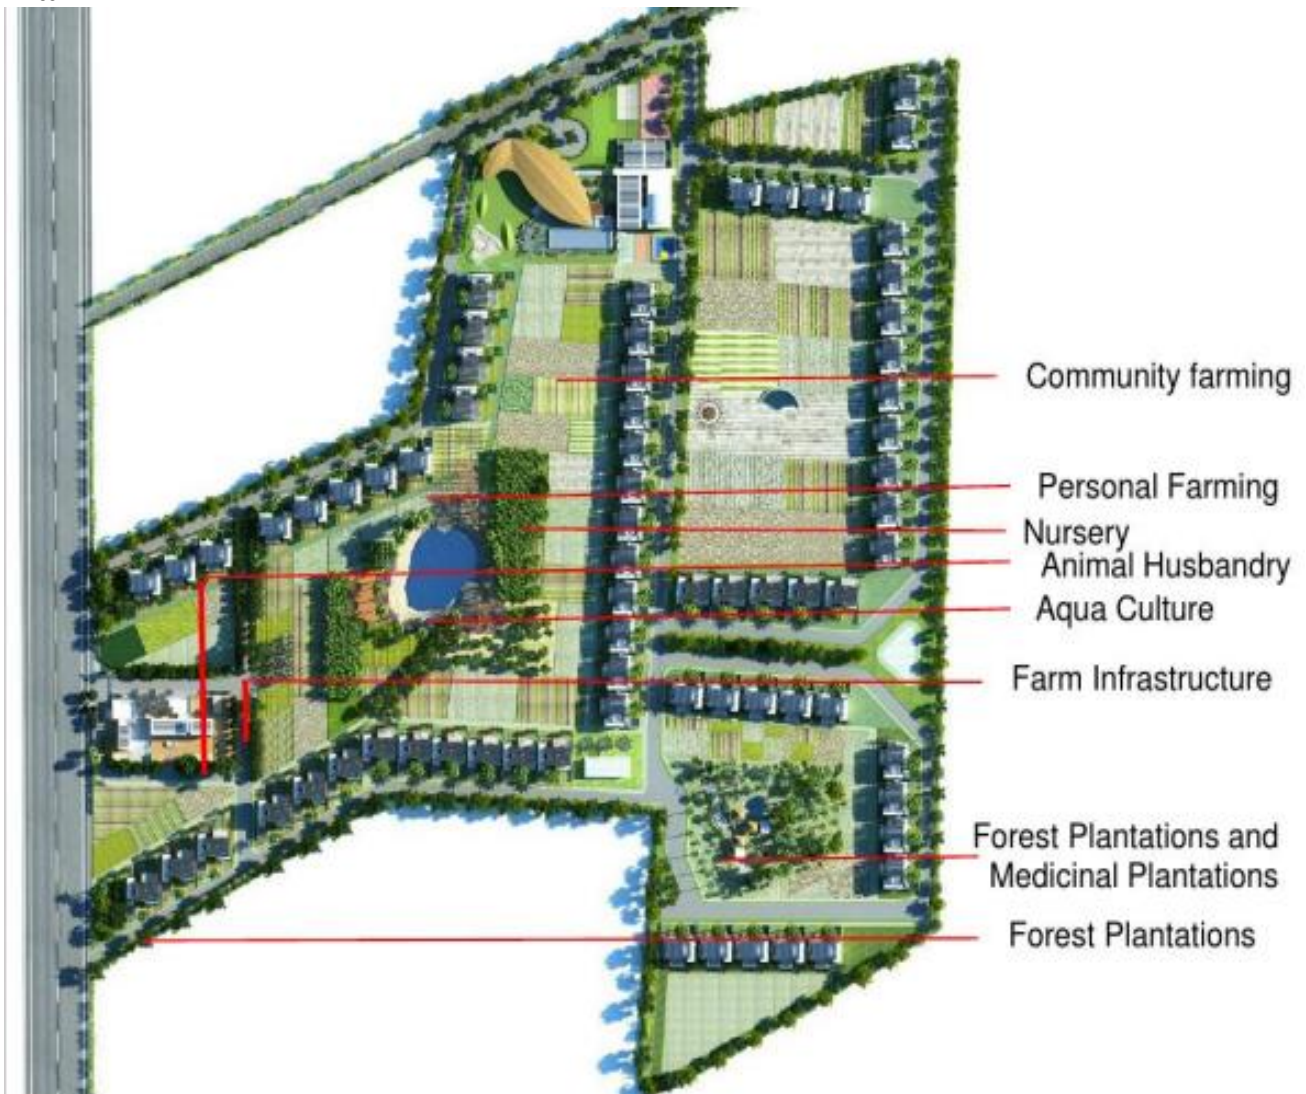 Community farming
Personal Farming
Nursery
Animal Husbandry
Aqua Culture
Farm Infrastructure
Forest Plantations and
Medicinal Plantations
Forest Plantations